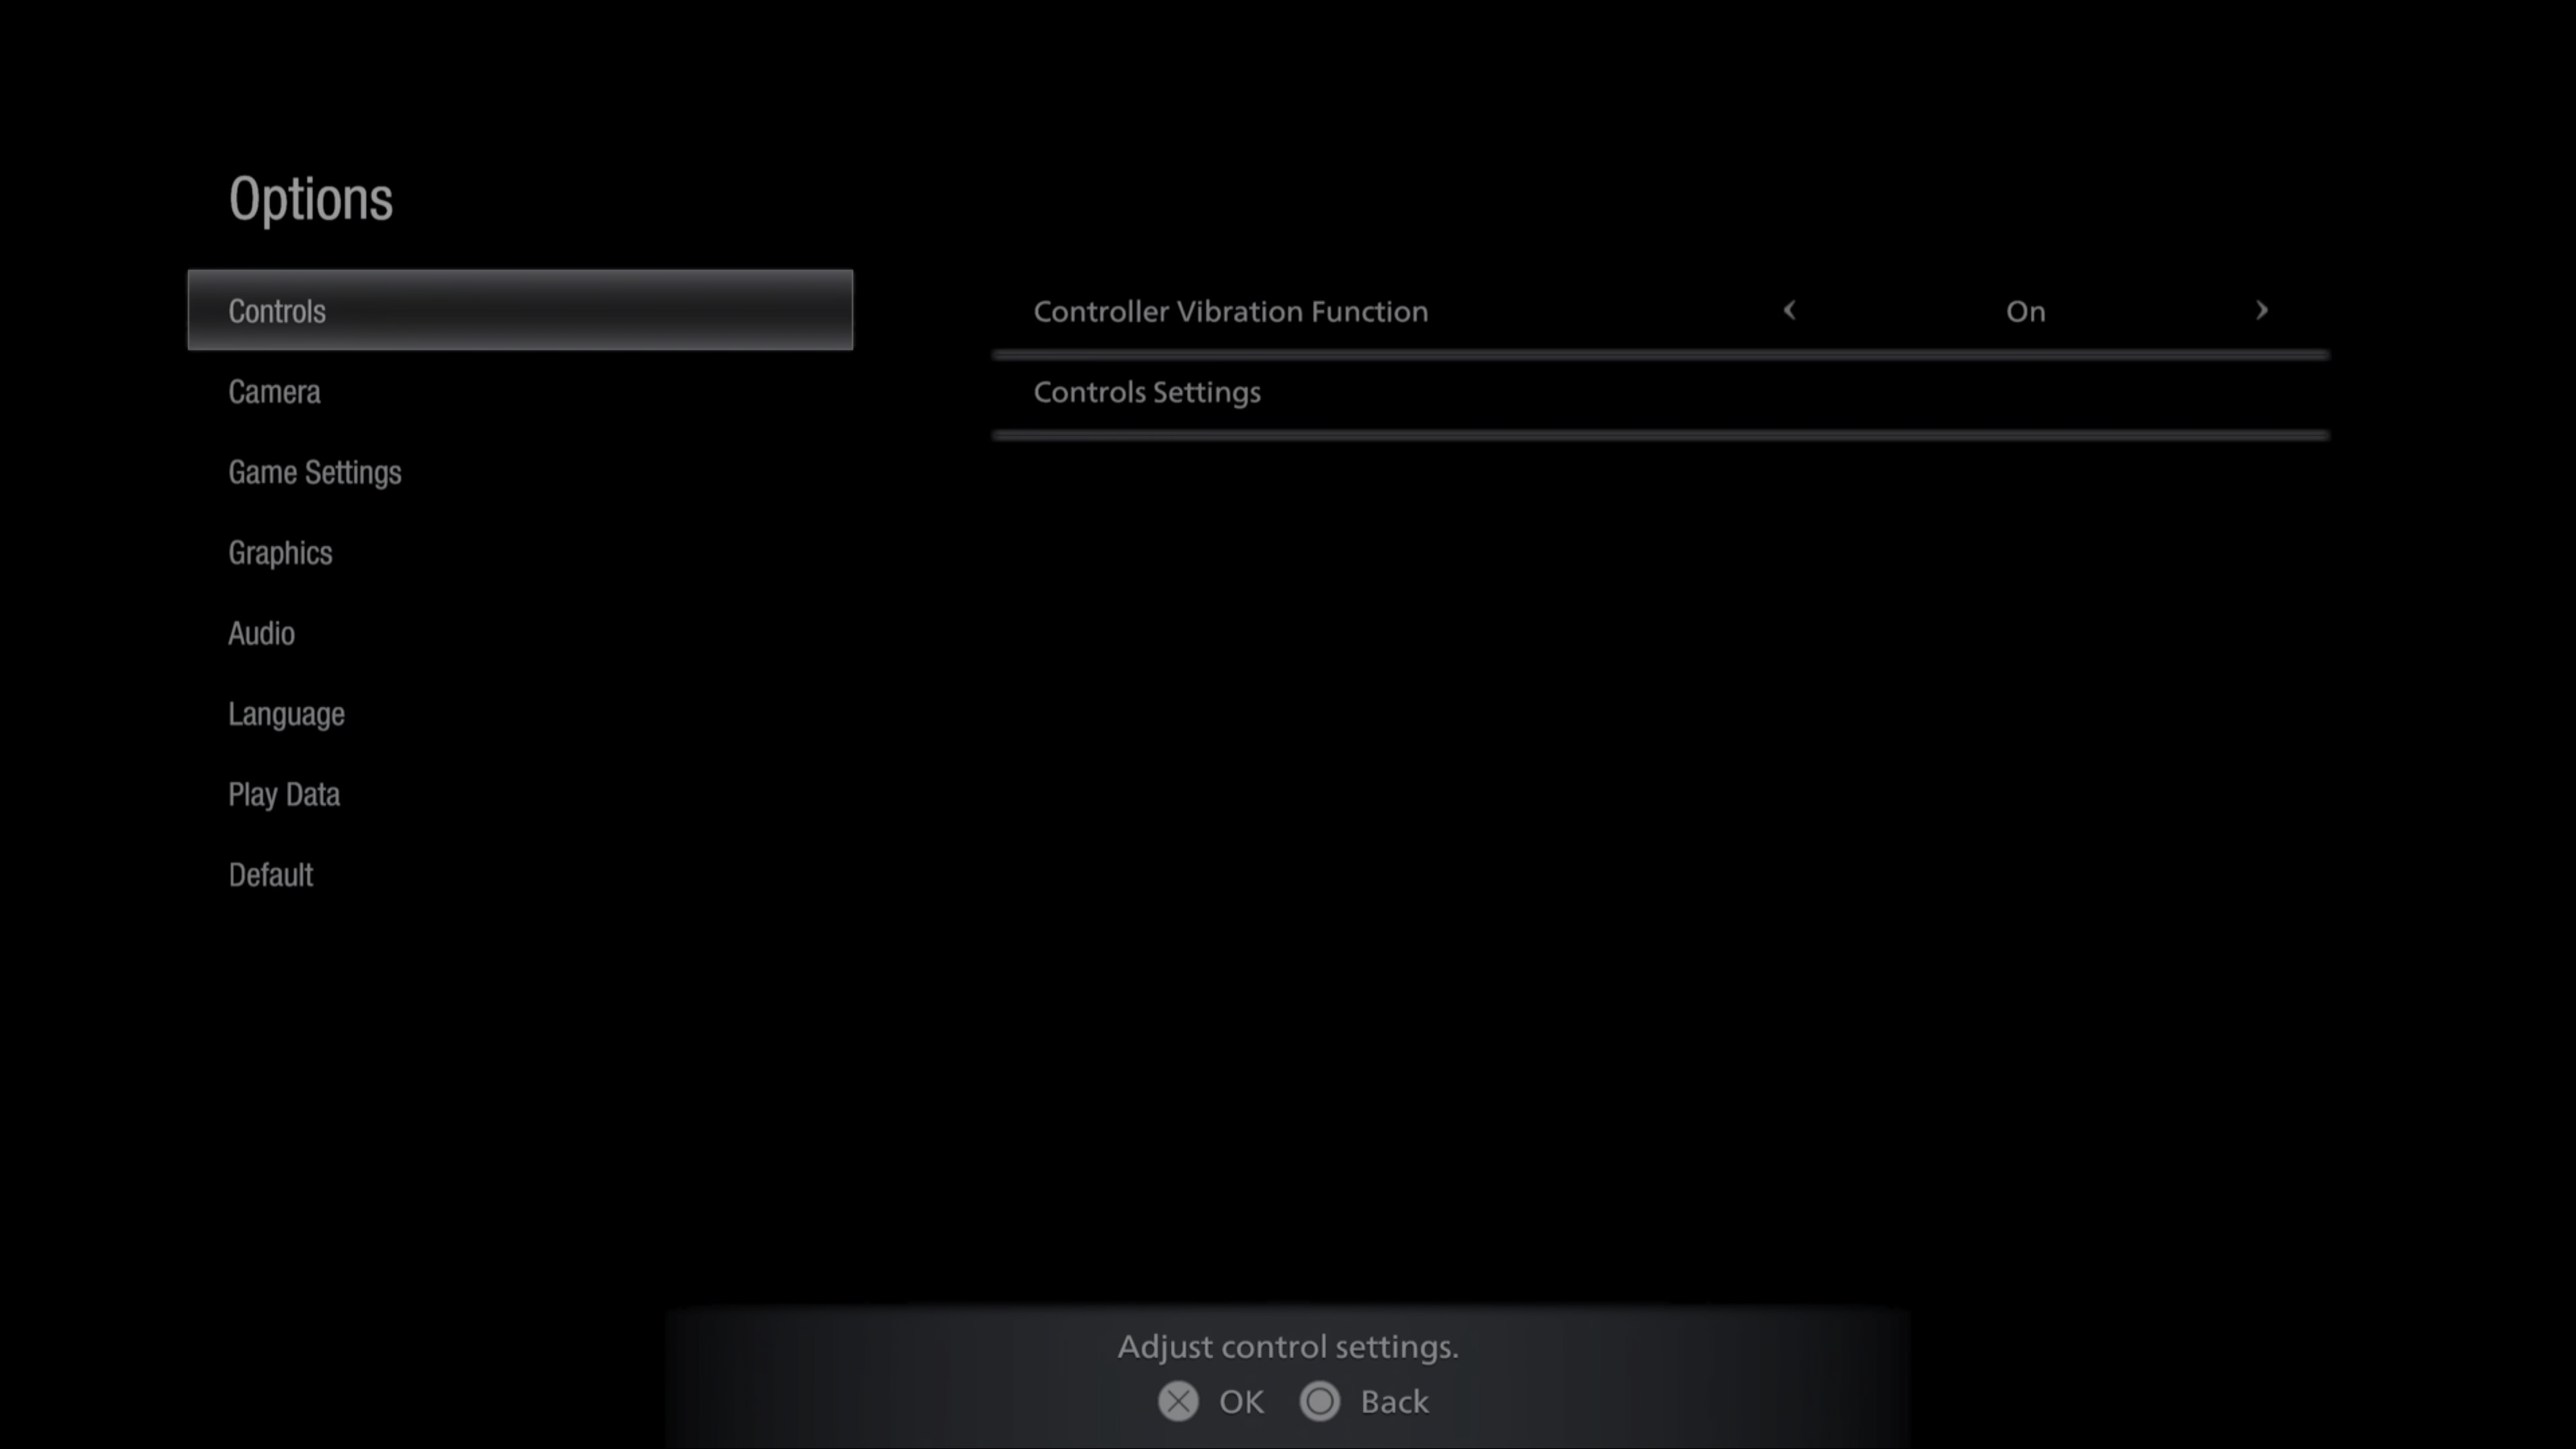 Options
Controls
Camera
Game Settings
Graphics
Audio
Language
Play Data
Default
Controller Vibration Function On
Controls Settings
Adjust control settings.
OK Back